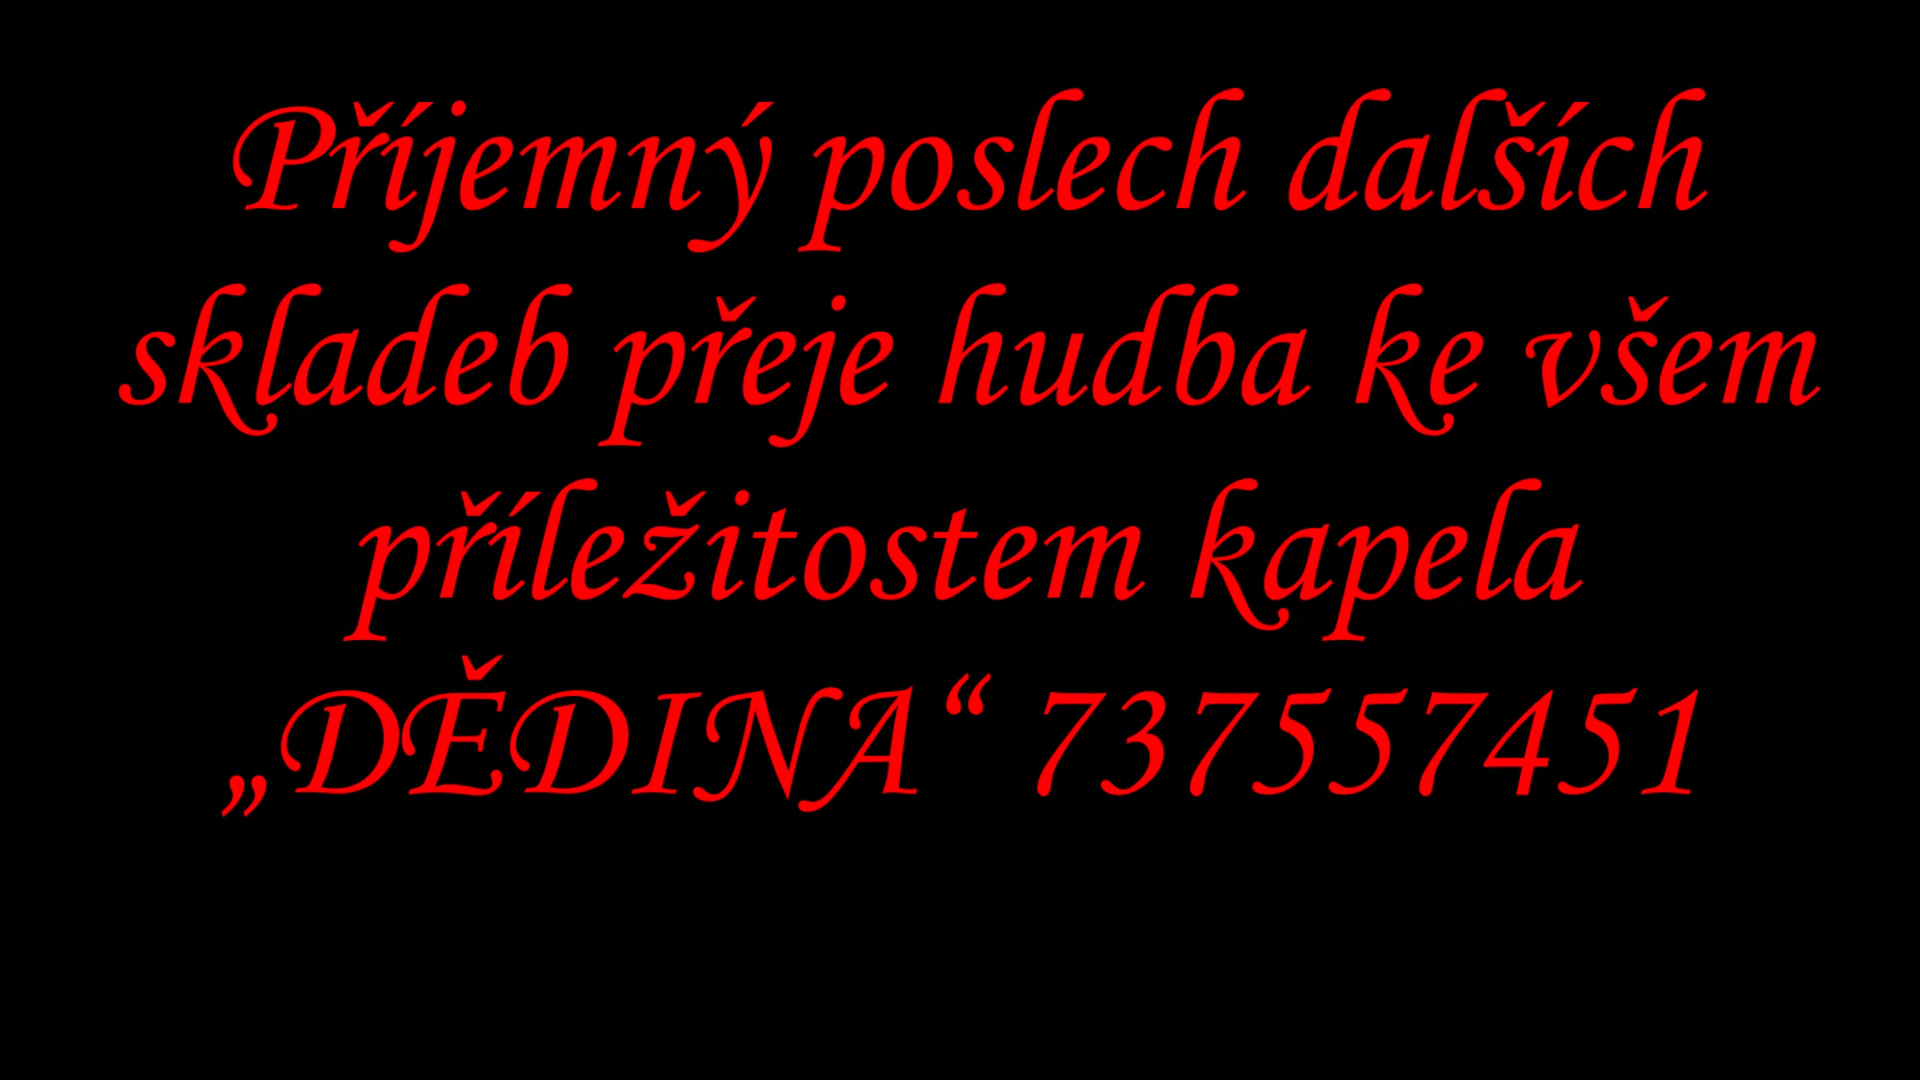 Příjemný poslech dalších
skladeb přeje hudba ke všem
příležitostem kapela
„DĚDINA“ 737557451